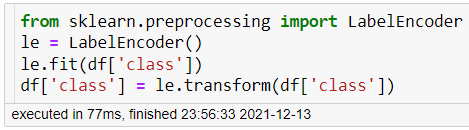 from sklearn.preprocessing import LabelEncoder
le = LabelEncoder()
le.fit(df['class'])
df['class'] = le.transform(df['class'])
executed in 77ms, finished 23:56:33 2021-12-13